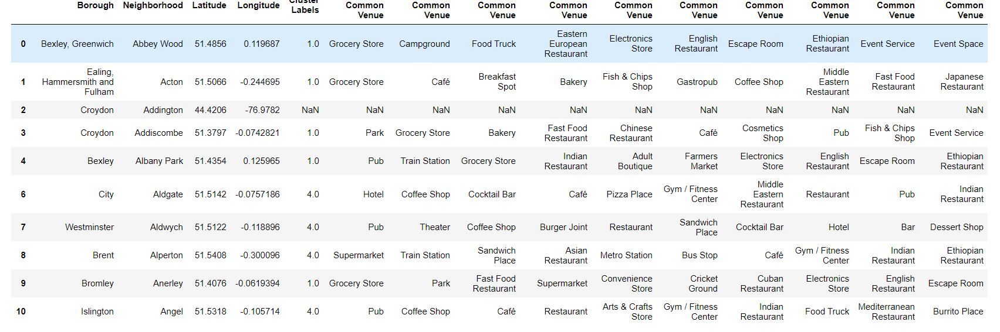 Borough Neighborhood Latitude Longitude Cluster Labels Common Venue Common Venue Common Venue Common Venue Common Venue Common Venue Common Venue Common Venue Common Venue Common Venue
0 Bexley, Greenwich Abbey Wood 51.4856 0.119687 1.0 Grocery Store Campground Food Truck Eastern European Restaurant Electronics Store English Restaurant Escape Room Ethiopian Restaurant Event Service Event Space
1 Ealing, Hammersmith and Fulham Acton 51.5066 -0.244695 1.0 Grocery Store Café Breakfast Spot Bakery Fish & Chips Shop Gastropub Coffee Shop Middle Eastern Restaurant Fast Food Restaurant Japanese Restaurant
2 Croydon Addington 44.4206 -76.9782 NaN NaN NaN NaN NaN NaN NaN NaN NaN NaN NaN
3 Croydon Addiscombe 51.3797 -0.0742821 1.0 Park Grocery Store Bakery Fast Food Restaurant Chinese Restaurant Café Cosmetics Shop Pub Fish & Chips Shop Event Service
4 Bexley Albany Park 51.4354 0.125965 1.0 Pub Train Station Grocery Store Indian Restaurant Adult Boutique Farmers Market Electronics Store English Restaurant Escape Room Ethiopian Restaurant
6 City Aldgate 51.5142 -0.0757186 4.0 Hotel Coffee Shop Cocktail Bar Café Pizza Place Gym / Fitness Center Middle Eastern Restaurant Restaurant Pub Indian Restaurant
7 Westminster Aldwych 51.5122 -0.118896 4.0 Pub Theater Coffee Shop Burger Joint Restaurant Sandwich Place Cocktail Bar Hotel Bar Dessert Shop
8 Brent Alperton 51.5408 -0.300096 4.0 Supermarket Train Station Sandwich Place Asian Restaurant Metro Station Bus Stop Café Gym / Fitness Center Indian Restaurant Ethiopian Restaurant
9 Bromley Anerley 51.4076 -0.0619394 1.0 Grocery Store Park Fast Food Restaurant Supermarket Convenience Store Cricket Ground Cuban Restaurant Electronics Store English Restaurant Escape Room
10 Islington Angel 51.5318 -0.105714 4.0 Pub Coffee Shop Café Restaurant Arts & Crafts Store Gym / Fitness Center Indian Restaurant Food Truck Mediterranean Restaurant Burrito Place